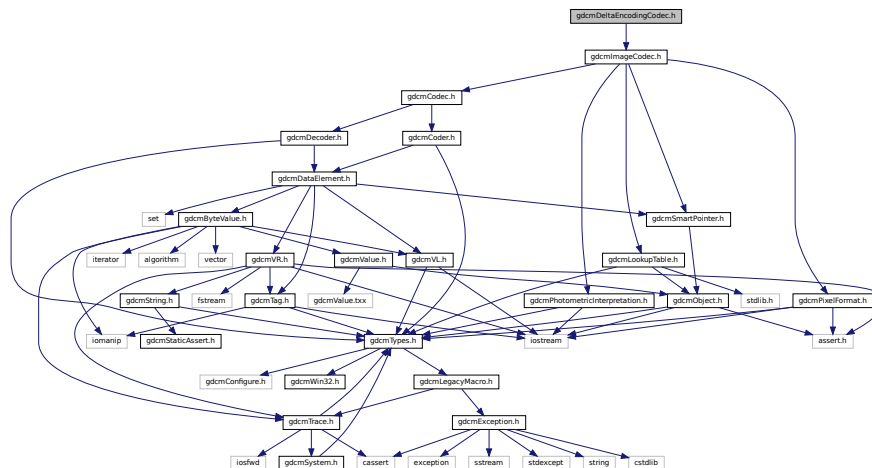 gdcmDeltaEncodingCodec.h
gdcmImageCodec.h
gdcmCodec.h
gdcmDecoder.h gdcmCoder.h
gdcmDataElement.h
set gdcmByteValue.h gdcmSmartPointer.h
iterator algorithm vector gdcmVR.h gdcmValue.h gdcmVL.h gdcmLookupTable.h
gdcmString.h fstream gdcmTag.h gdcmValue.txx gdcmPhotometricInterpretation.h gdcmObject.h stdlib.h gdcmPixelFormat.h
iomanip gdcmStaticAssert.h gdcmTypes.h iostream assert.h
gdcmConfigure.h gdcmWin32.h gdcmLegacyMacro.h
gdcmTrace.h gdcmException.h
iosfwd gdcmSystem.h cassert exception sstream stdexcept string cstdlib